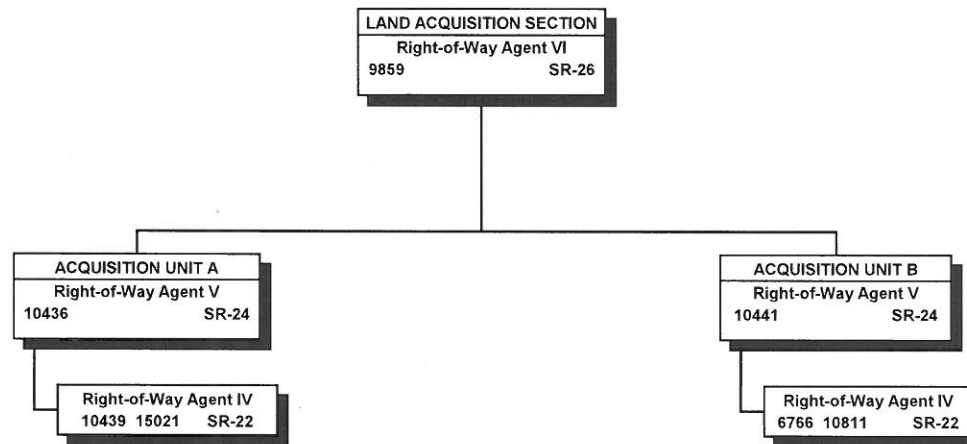 LAND ACQUISITION SECTION
Right-of-Way Agent VI
9859 SR-26
ACQUISITION UNIT A
Right-of-Way Agent V
10436 SR-24
Right-of-Way Agent IV
10439 15021 SR-22
ACQUISITION UNIT B
Right-of-Way Agent V
10441 SR-24
Right-of-Way Agent IV
6766 10811 SR-22